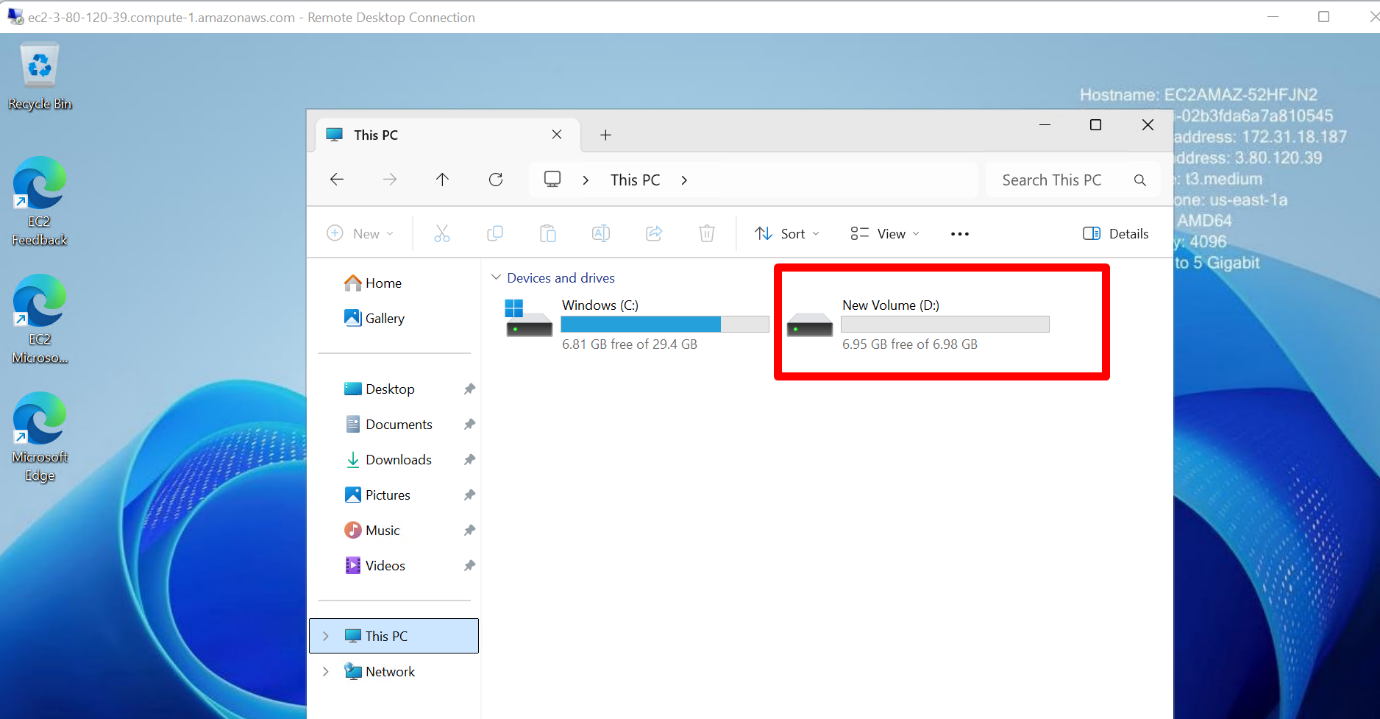 ec2-3-80-120-39.compute-1.amazonaws.com - Remote Desktop Connection
Recycle Bin
EC2
Feedback
EC2
Microso...
Microsoft
Edge
Hostname: EC2AMAZ-52HFJN2
-02b3fda6a7a810545
address: 172.31.18.187
ddress: 3.80.120.39
: t3.medium
one: us-east-1a
AMD64
y: 4096
to 5 Gigabit
This PC
This PC
Search This PC
New
Sort
View
Details
Home
Gallery
Desktop
Documents
Downloads
Pictures
Music
Videos
This PC
Network
Devices and drives
Windows (C:)
6.81 GB free of 29.4 GB
New Volume (D:)
6.95 GB free of 6.98 GB